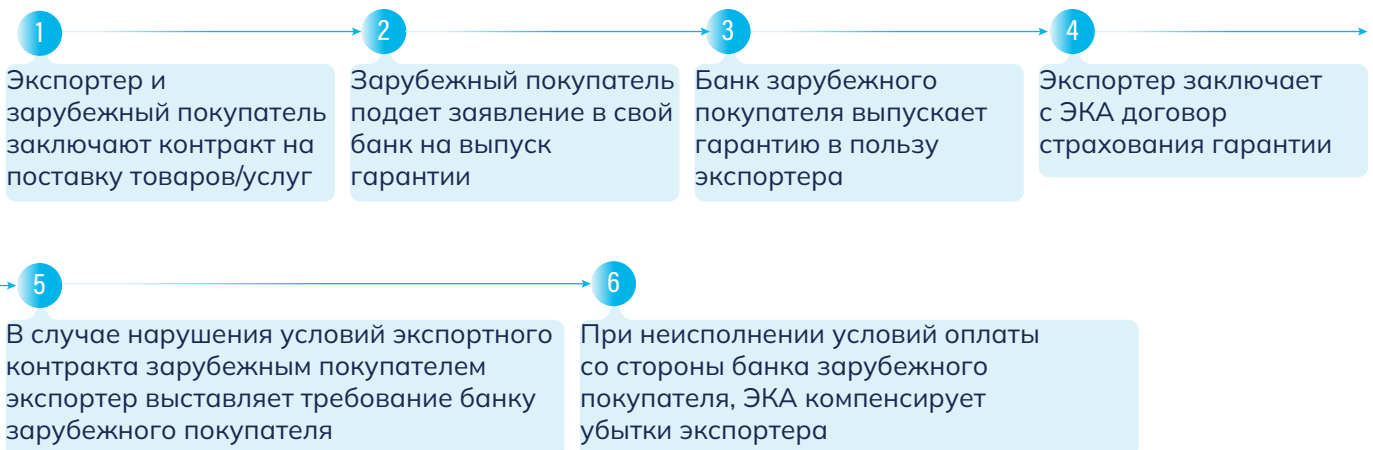 1
Экспортер и
зарубежный покупатель
заключают контракт на
поставку товаров/услуг
2
Зарубежный покупатель
подает заявление в свой
банк на выпуск
гарантии
3
Банк зарубежного
покупателя выпускает
гарантию в пользу
экспортера
4
Экспортер заключает
с ЭКА договор
страхования гарантии
5
В случае нарушения условий экспортного
контракта зарубежным покупателем
экспортер выставляет требование банку
зарубежного покупателя
6
При неисполнении условий оплаты
со стороны банка зарубежного
покупателя, ЭКА компенсирует
убытки экспортера